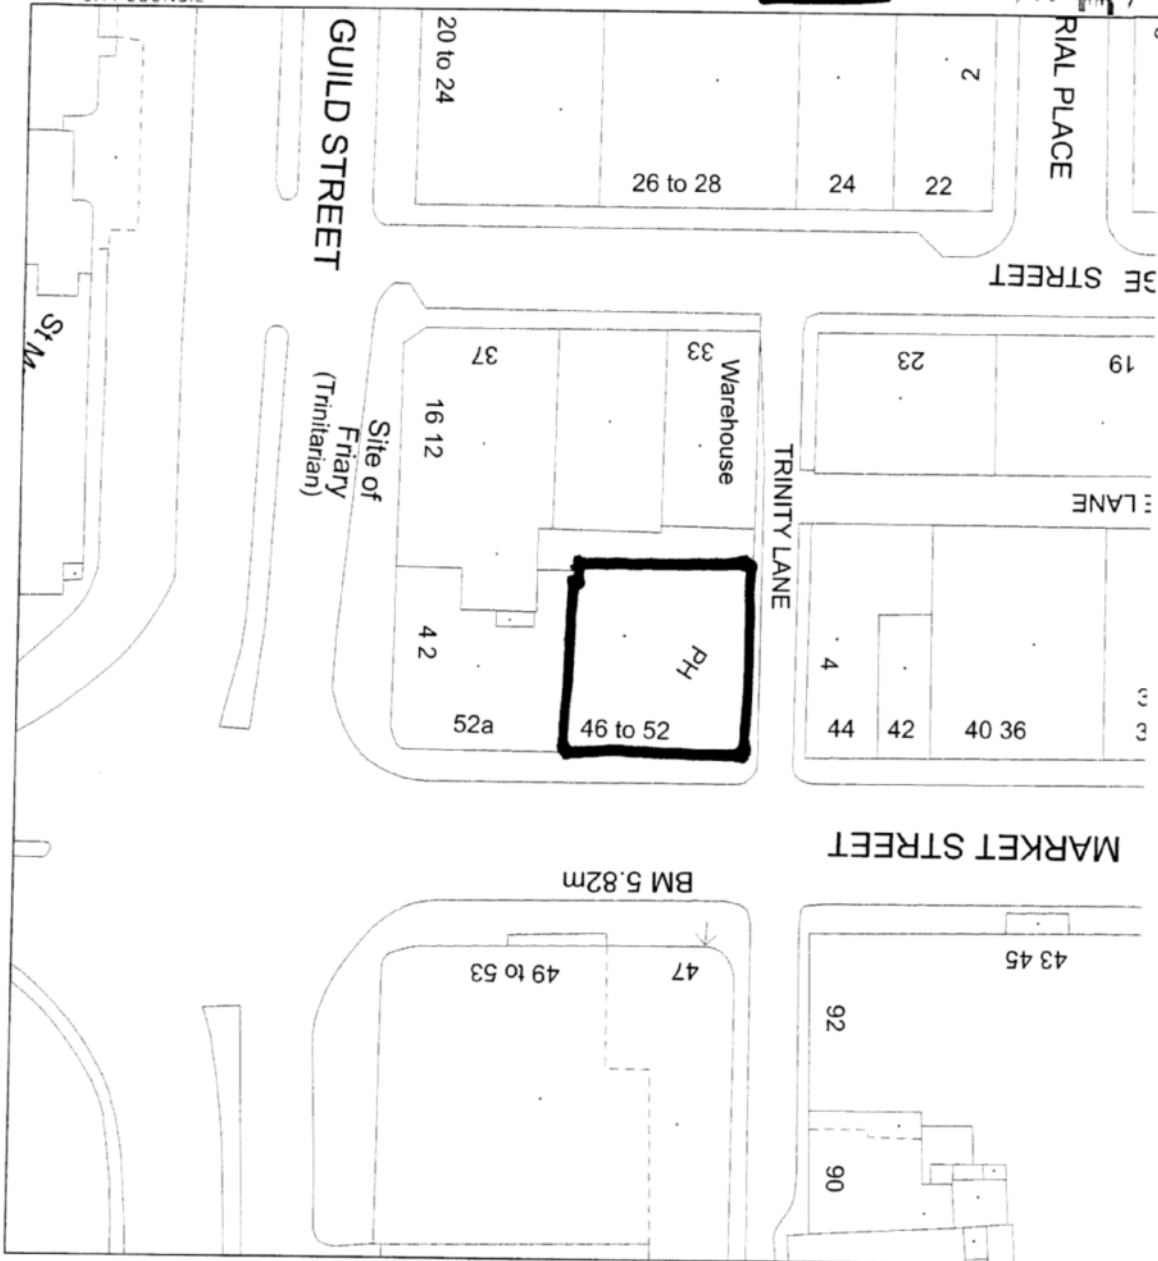 GUILD STREET
20 to 24
26 to 28
24
22
2
RIAL PLACE
GE STREET
37
33
Warehouse
16 12
Site of
Friary
(Trinitarian)
St M
TRINITY LANE
23
19
E LANE
4 2
52a
PH
46 to 52
4
44
42
40 36
3
MARKET STREET
BM 5.82m
49 to 53
47
43 45
92
90